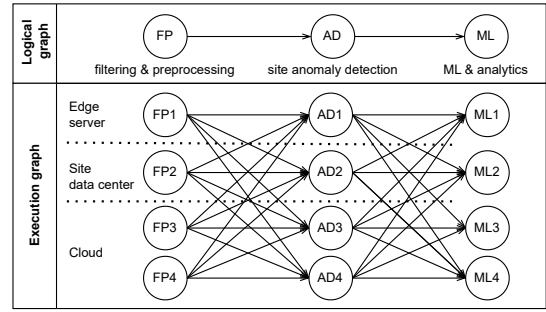 Logical
graph
FP
AD
ML
filtering & preprocessing
site anomaly detection
ML & analytics
Execution graph
Edge
server
FP1
AD1
ML1
Site
data center
FP2
AD2
ML2
Cloud
FP3
AD3
ML3
FP4
AD4
ML4